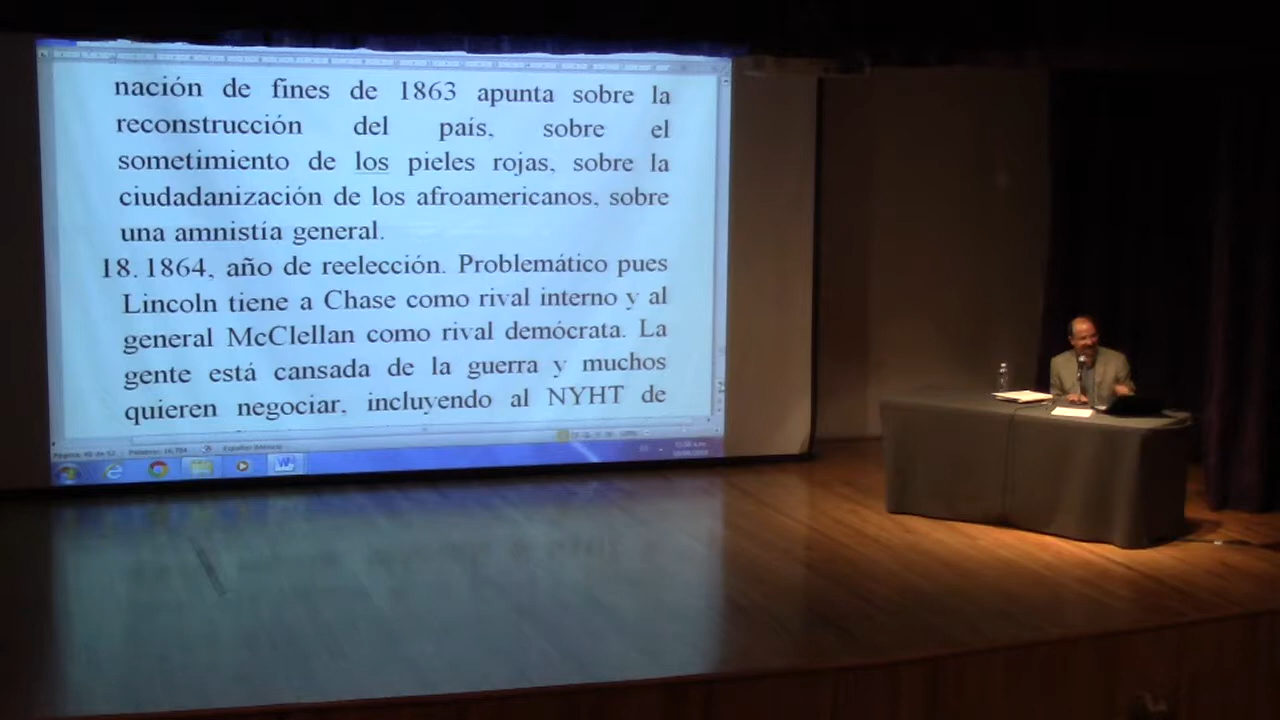 nación de fines de 1863 apunta sobre la
reconstrucción del país, sobre el
sometimiento de los pieles rojas, sobre la
ciudadanización de los afroamericanos, sobre
una amnistía general.
18. 1864, año de reelección. Problemático pues
Lincoln tiene a Chase como rival interno y al
general McClellan como rival demócrata. La
gente está cansada de la guerra y muchos
quieren negociar, incluyendo al NYHT de
Español (México)